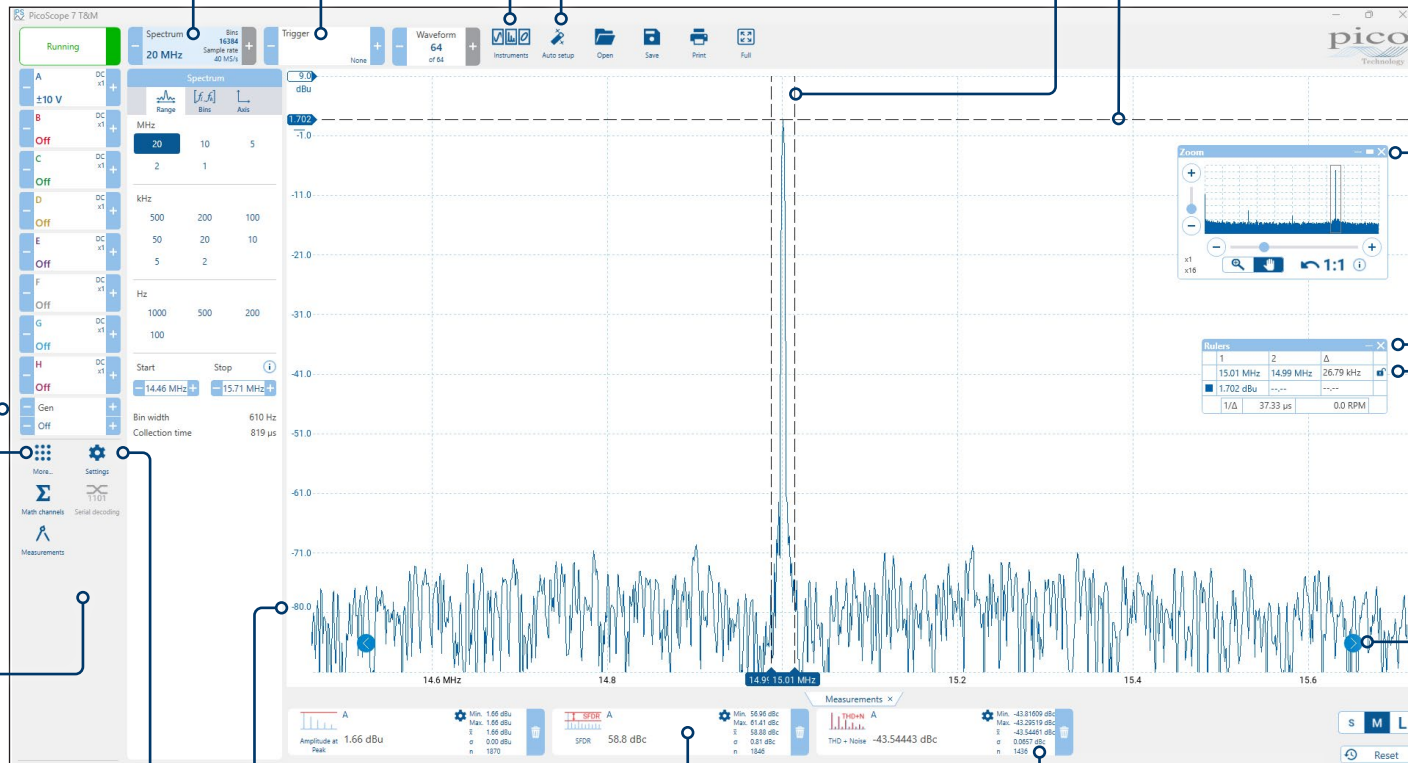 PicoScope 7 T&M
Running
Spectrum
20 MHz
Bins
16384
Sample rate
40 MS/s
Trigger
None
Waveform
64
of 64
Instruments
Auto setup
Open
Save
Print
Full
pico
Technology
A
DC
x1
±10 V
B
DC
x1
Off
C
DC
x1
Off
D
DC
x1
Off
E
DC
x1
Off
F
DC
x1
Off
G
DC
x1
Off
H
DC
x1
Off
Gen
Off
More...
Settings
Math channels
Serial decoding
1101
Measurements
Spectrum
Range
Bins
Axis
MHz
20 10 5
2 1
kHz
500 200 100
50 20 10
5 2
Hz
1000 500 200
100
Start Stop
14.46 MHz 15.71 MHz
Bin width 610 Hz
Collection time 819 µs
9.0
dBu
1.702
-1.0
-11.0
-21.0
-31.0
-41.0
-51.0
-61.0
-71.0
-80.0
14.6 MHz
14.8
14.99
15.01 MHz
15.2
15.4
15.6
Zoom
x1
x16
1:1
Rulers
1 2 Δ
15.01 MHz 14.99 MHz 26.79 kHz
1.702 dBu --.-- --.--
1/Δ 37.33 µs 0.0 RPM
Measurements ×
A
Amplitude at Peak
1.66 dBu
Min. 1.66 dBu
Max. 1.66 dBu
x̄ 1.66 dBu
σ 0.00 dBu
n 1870
SFDR
A
SFDR
58.8 dBc
Min. 56.96 dBc
Max. 61.41 dBc
x̄ 58.88 dBc
σ 0.81 dBc
n 1846
THD+N
A
THD + Noise
-43.54443 dBc
Min. -43.81609 dBc
Max. -43.29519 dBc
x̄ -43.54461 dBc
σ 0.0657 dBc
n 1436
S M L
Reset